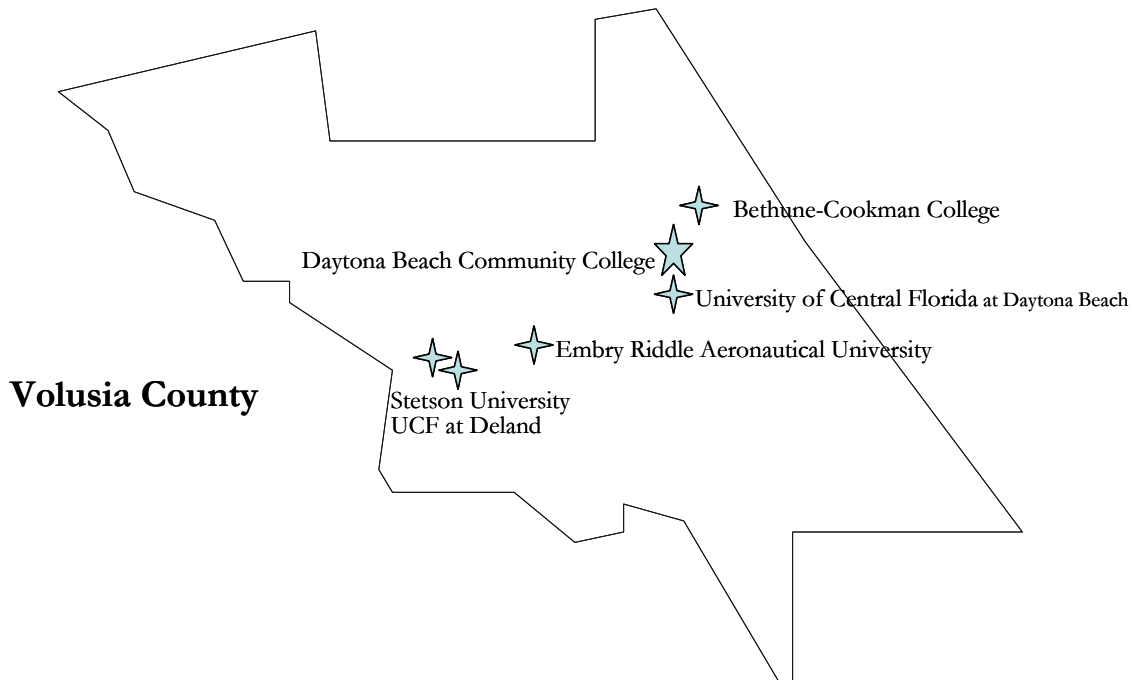 Bethune-Cookman College
Daytona Beach Community College
University of Central Florida at Daytona Beach
Embry Riddle Aeronautical University
Volusia County
Stetson University
UCF at Deland